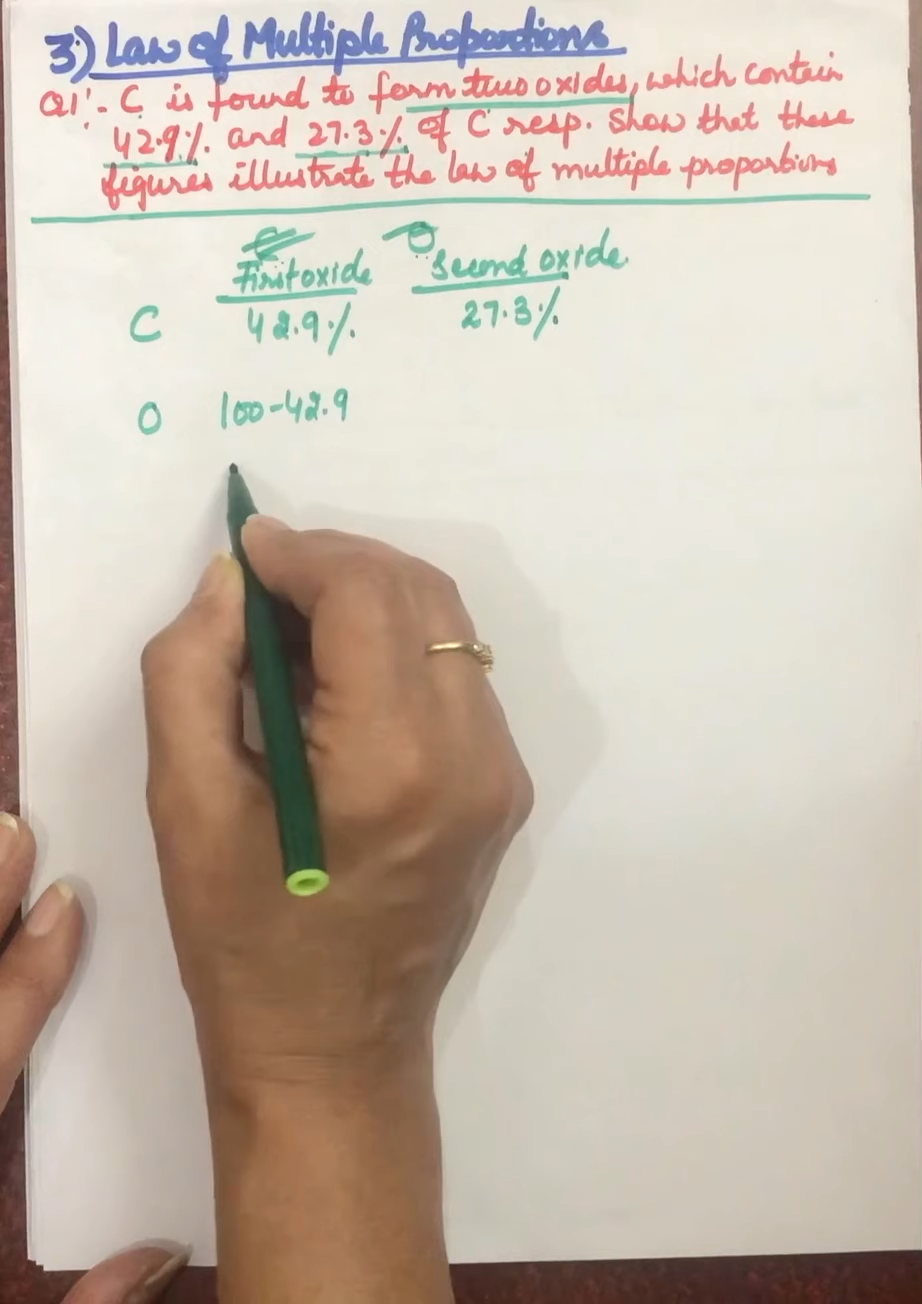 3) Law of Multiple Proportions
Q1:- C is found to form two oxides, which contain
42.9% and 27.3% of C resp. Show that these
figures illustrate the law of multiple proportions
First oxide Second oxide
C 42.9% 27.3%
O 100-42.9